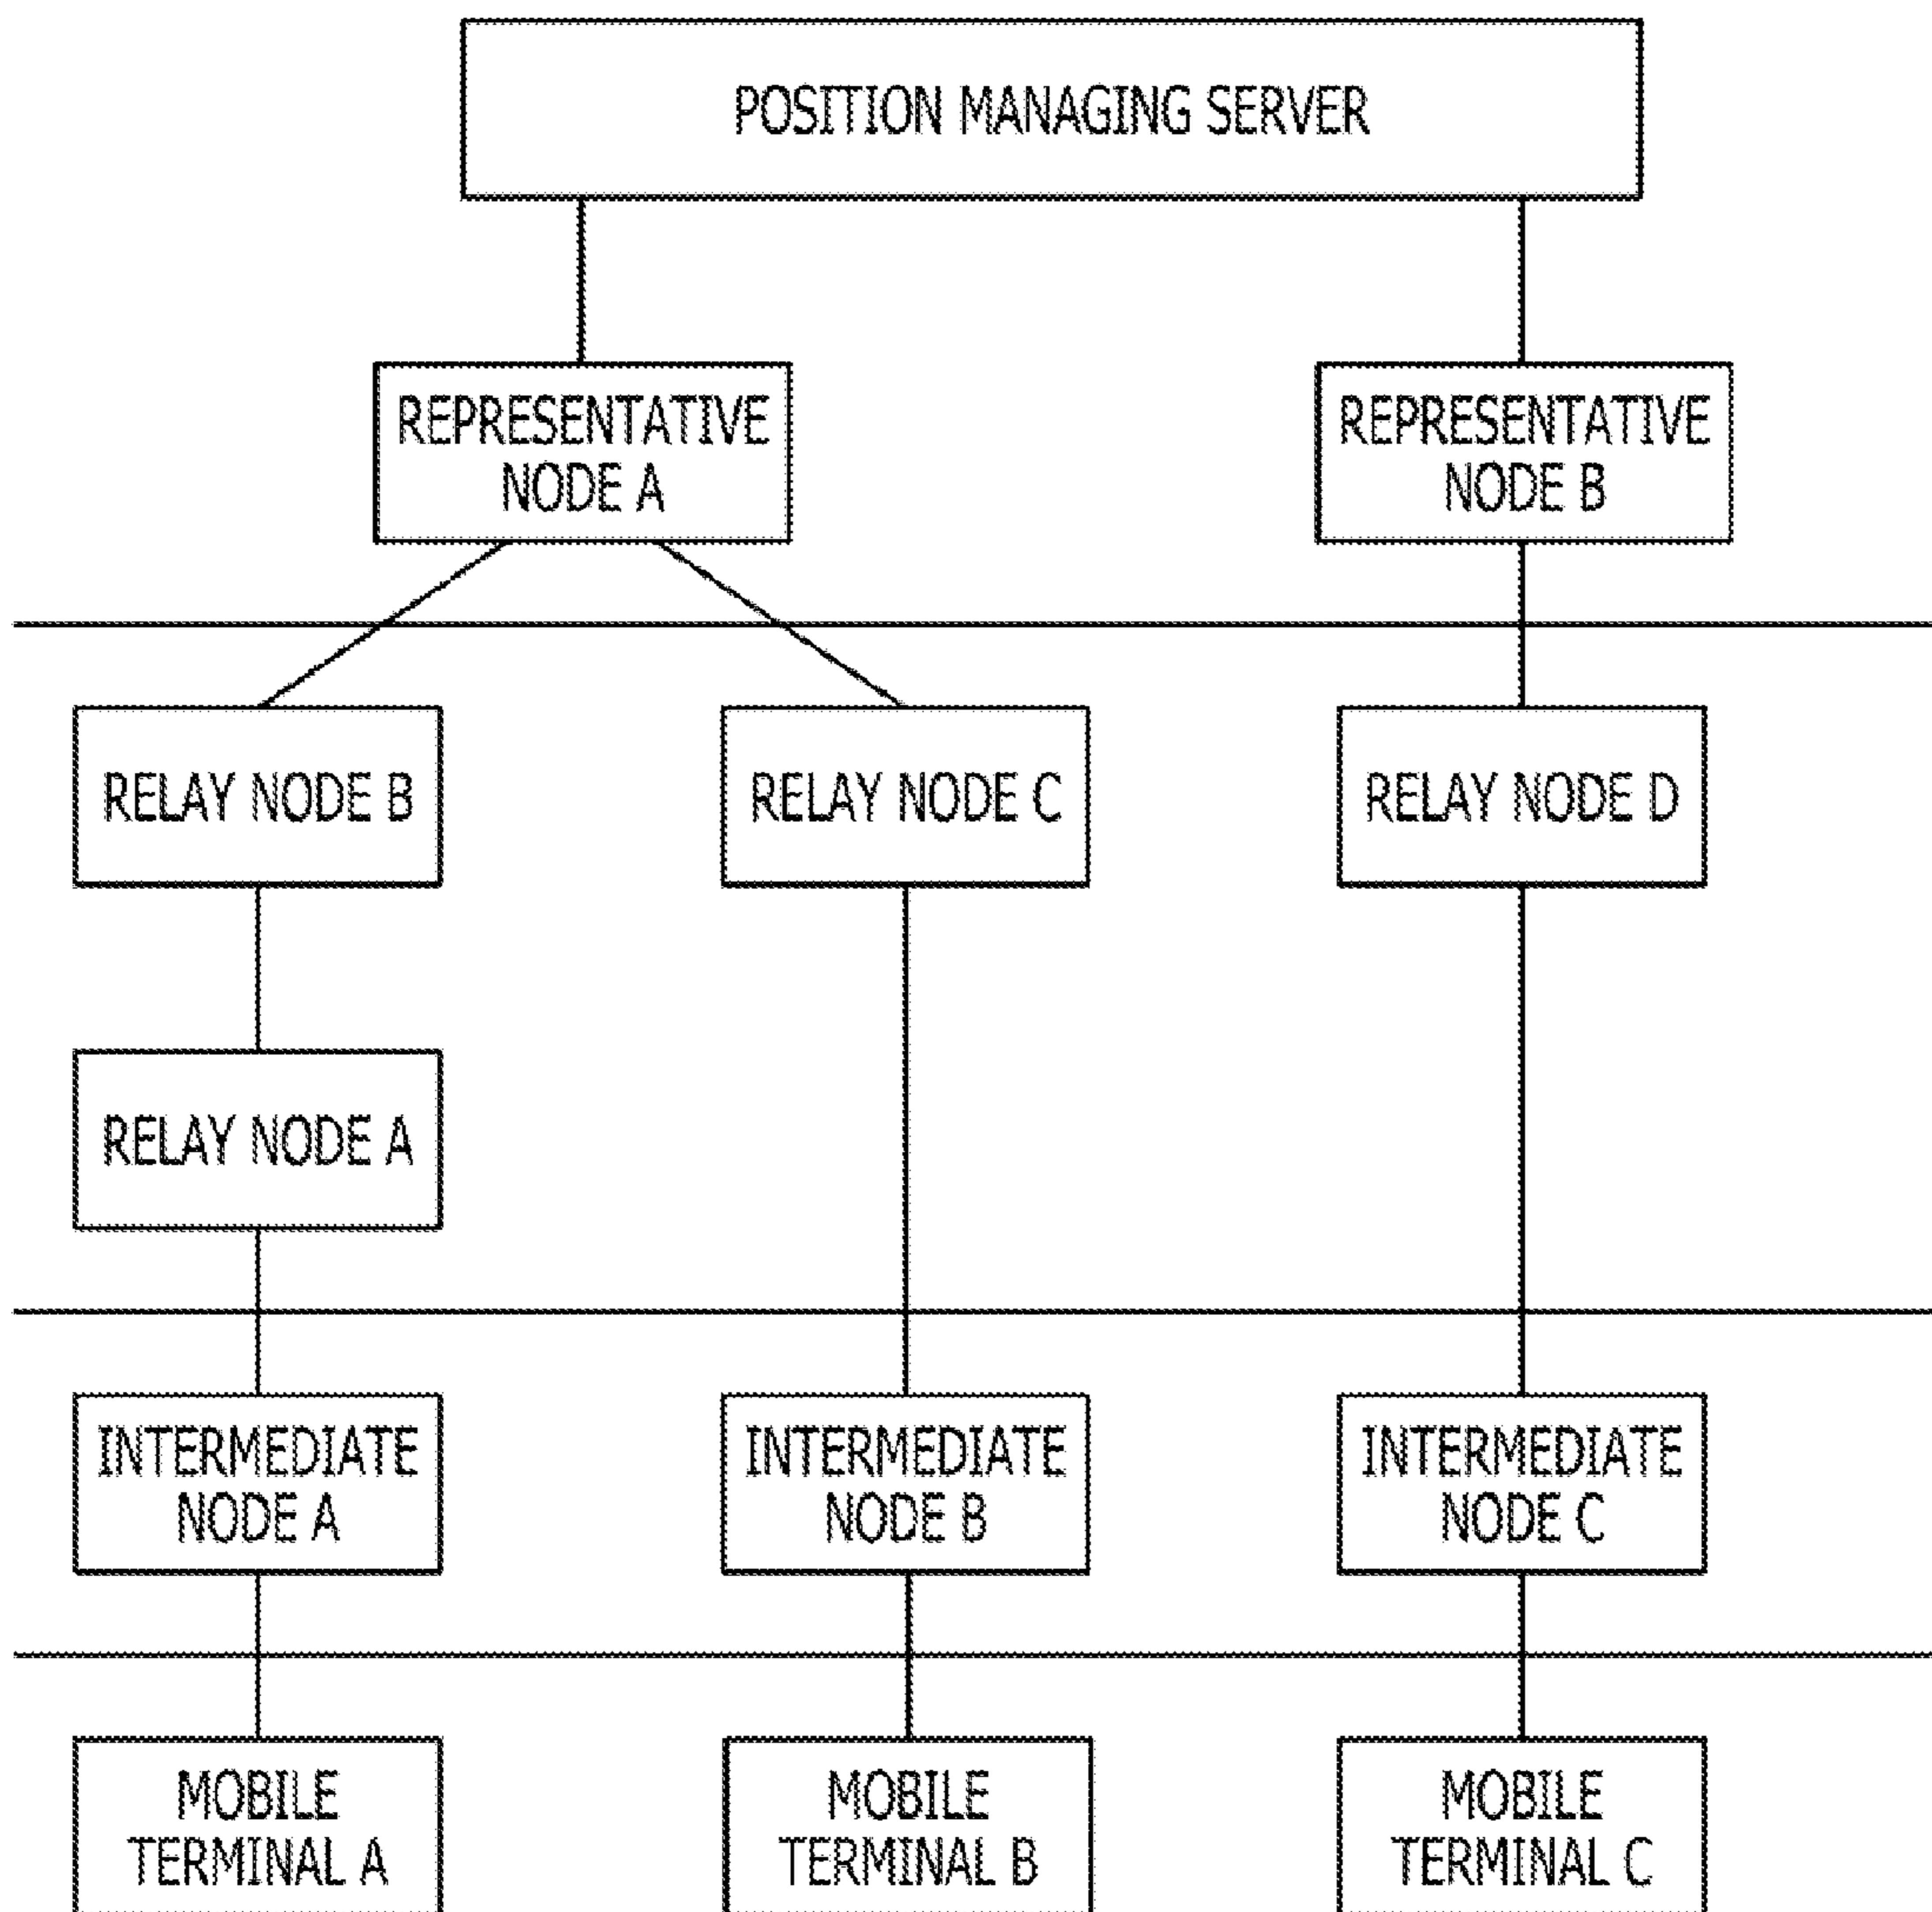 POSITION MANAGING SERVER
REPRESENTATIVE
NODE A
REPRESENTATIVE
NODE B
RELAY NODE B
RELAY NODE C
RELAY NODE D
RELAY NODE A
INTERMEDIATE
NODE A
INTERMEDIATE
NODE B
INTERMEDIATE
NODE C
MOBILE
TERMINAL A
MOBILE
TERMINAL B
MOBILE
TERMINAL C